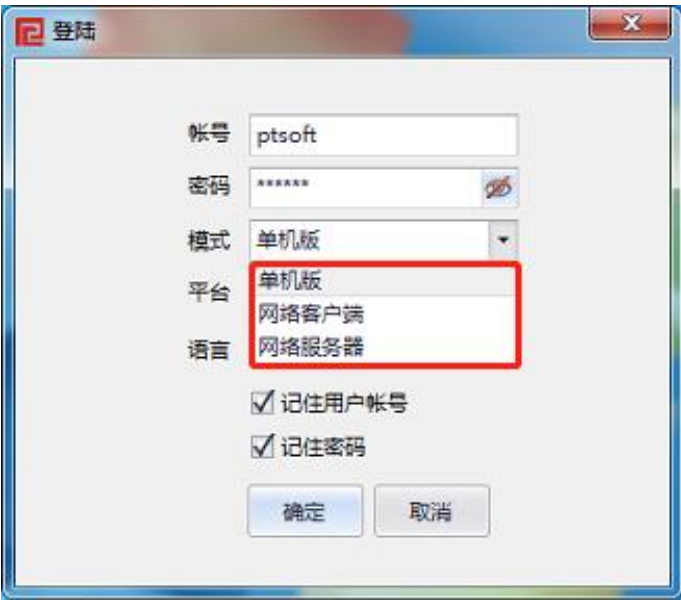 登陆
帐号 ptsoft
密码 ******
模式 单机版
平台 单机版
网络客户端
语言 网络服务器
记住用户帐号
记住密码
确定 取消